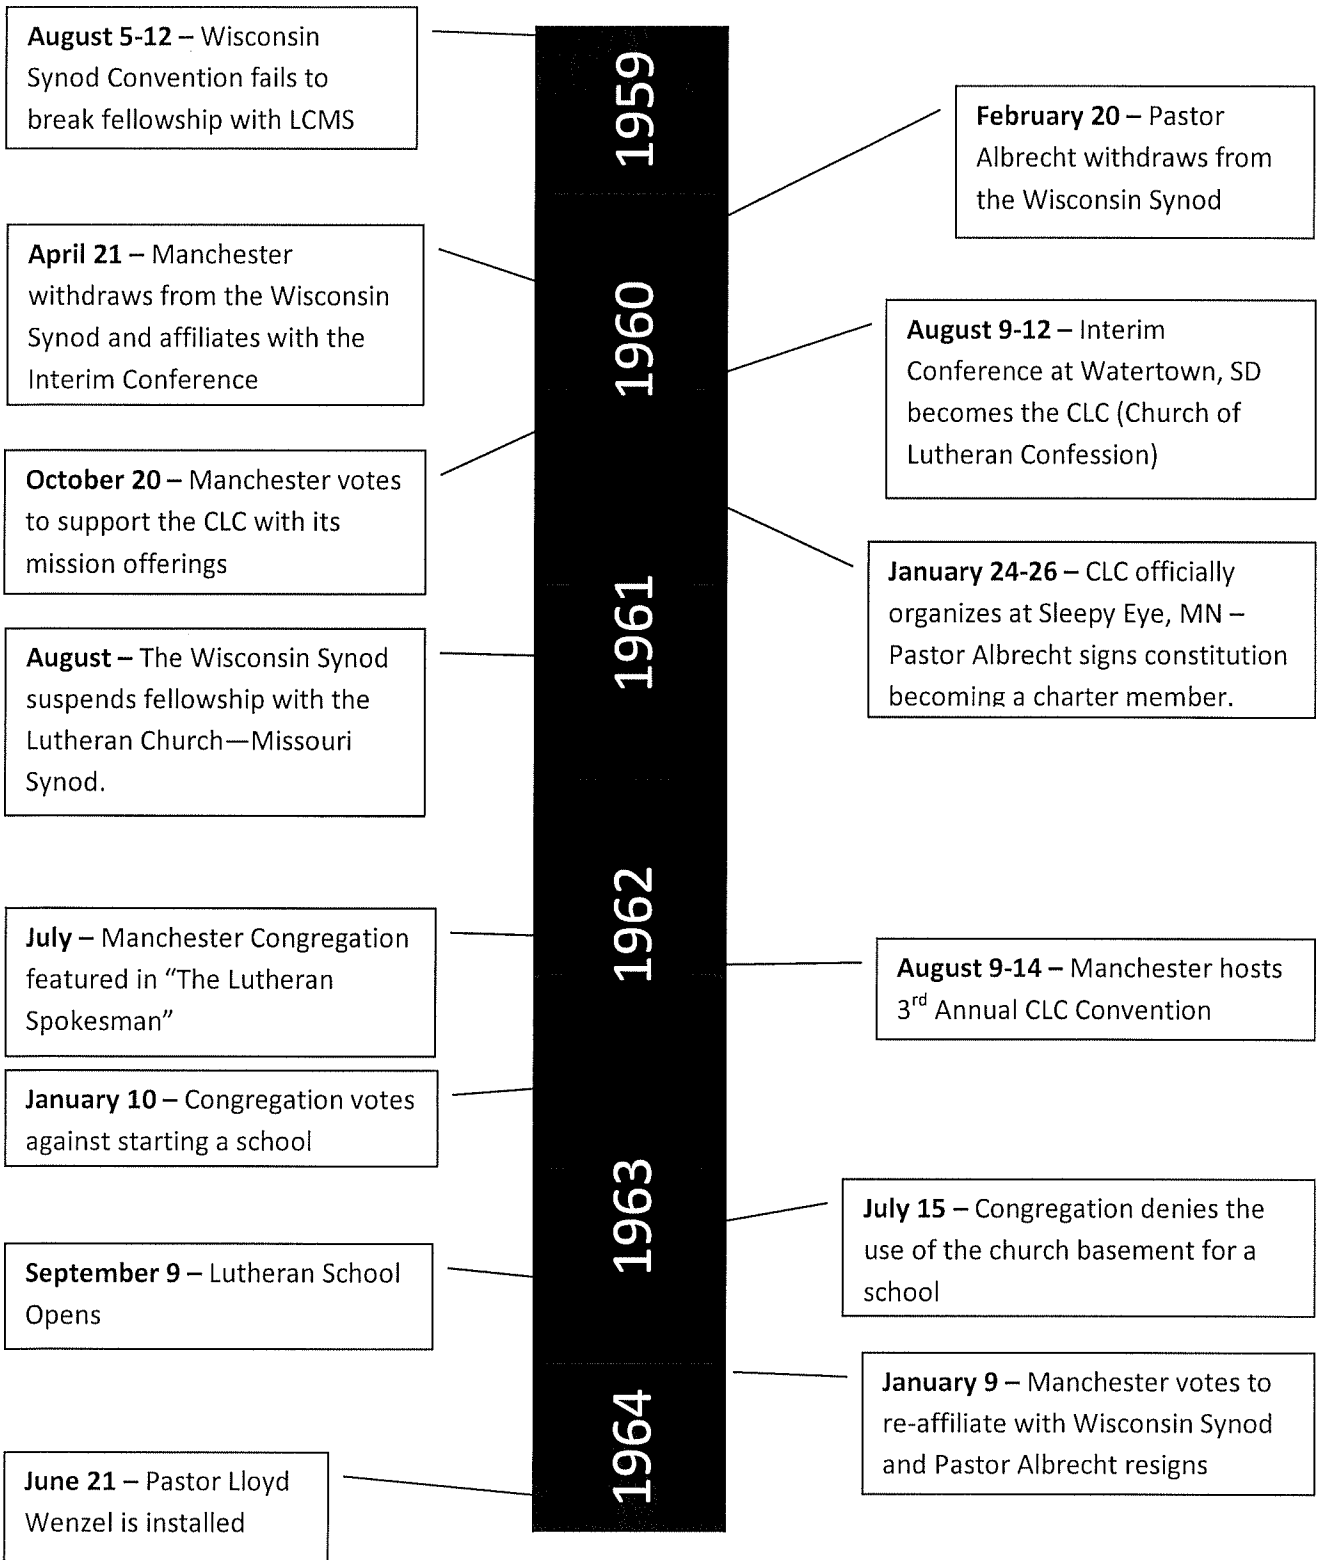 August 5-12 – Wisconsin
Synod Convention fails to
break fellowship with LCMS
1959
February 20 – Pastor
Albrecht withdraws from
the Wisconsin Synod
April 21 – Manchester
withdraws from the Wisconsin
Synod and affiliates with the
Interim Conference
1960
August 9-12 – Interim
Conference at Watertown, SD
becomes the CLC (Church of
Lutheran Confession)
October 20 – Manchester votes
to support the CLC with its
mission offerings
January 24-26 – CLC officially
organizes at Sleepy Eye, MN –
Pastor Albrecht signs constitution
becoming a charter member.
1961
August – The Wisconsin Synod
suspends fellowship with the
Lutheran Church—Missouri
Synod.
1962
July – Manchester Congregation
featured in “The Lutheran
Spokesman”
August 9-14 – Manchester hosts
3rd Annual CLC Convention
January 10 – Congregation votes
against starting a school
1963
July 15 – Congregation denies the
use of the church basement for a
school
September 9 – Lutheran School
Opens
January 9 – Manchester votes to
re-affiliate with Wisconsin Synod
and Pastor Albrecht resigns
1964
June 21 – Pastor Lloyd
Wenzel is installed